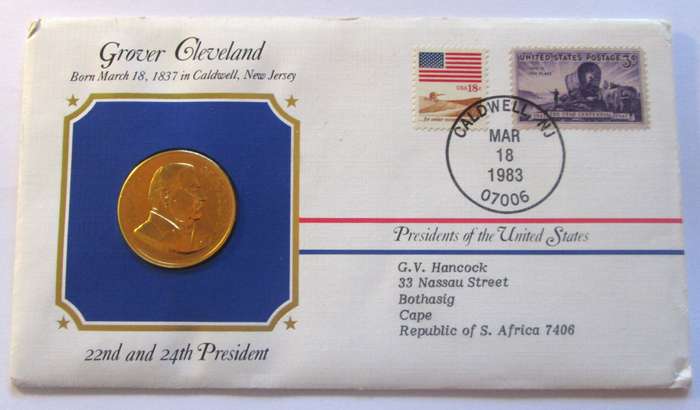 Grover Cleveland
Born March 18, 1837 in Caldwell, New Jersey
22nd and 24th President
USA 18c
UNITED STATES POSTAGE 3¢
CALDWELL, NJ
MAR
18
1983
07006
Presidents of the United States
G.V. Hancock
33 Nassau Street
Bothasig
Cape
Republic of S. Africa 7406